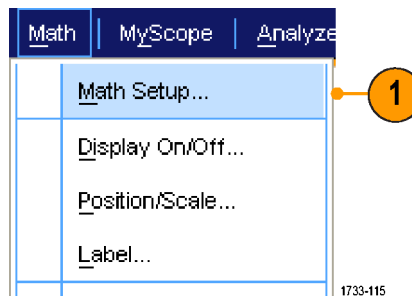 Math MyScope Analyze
Math Setup...
1
Display On/Off...
Position/Scale...
Label...
1733-115